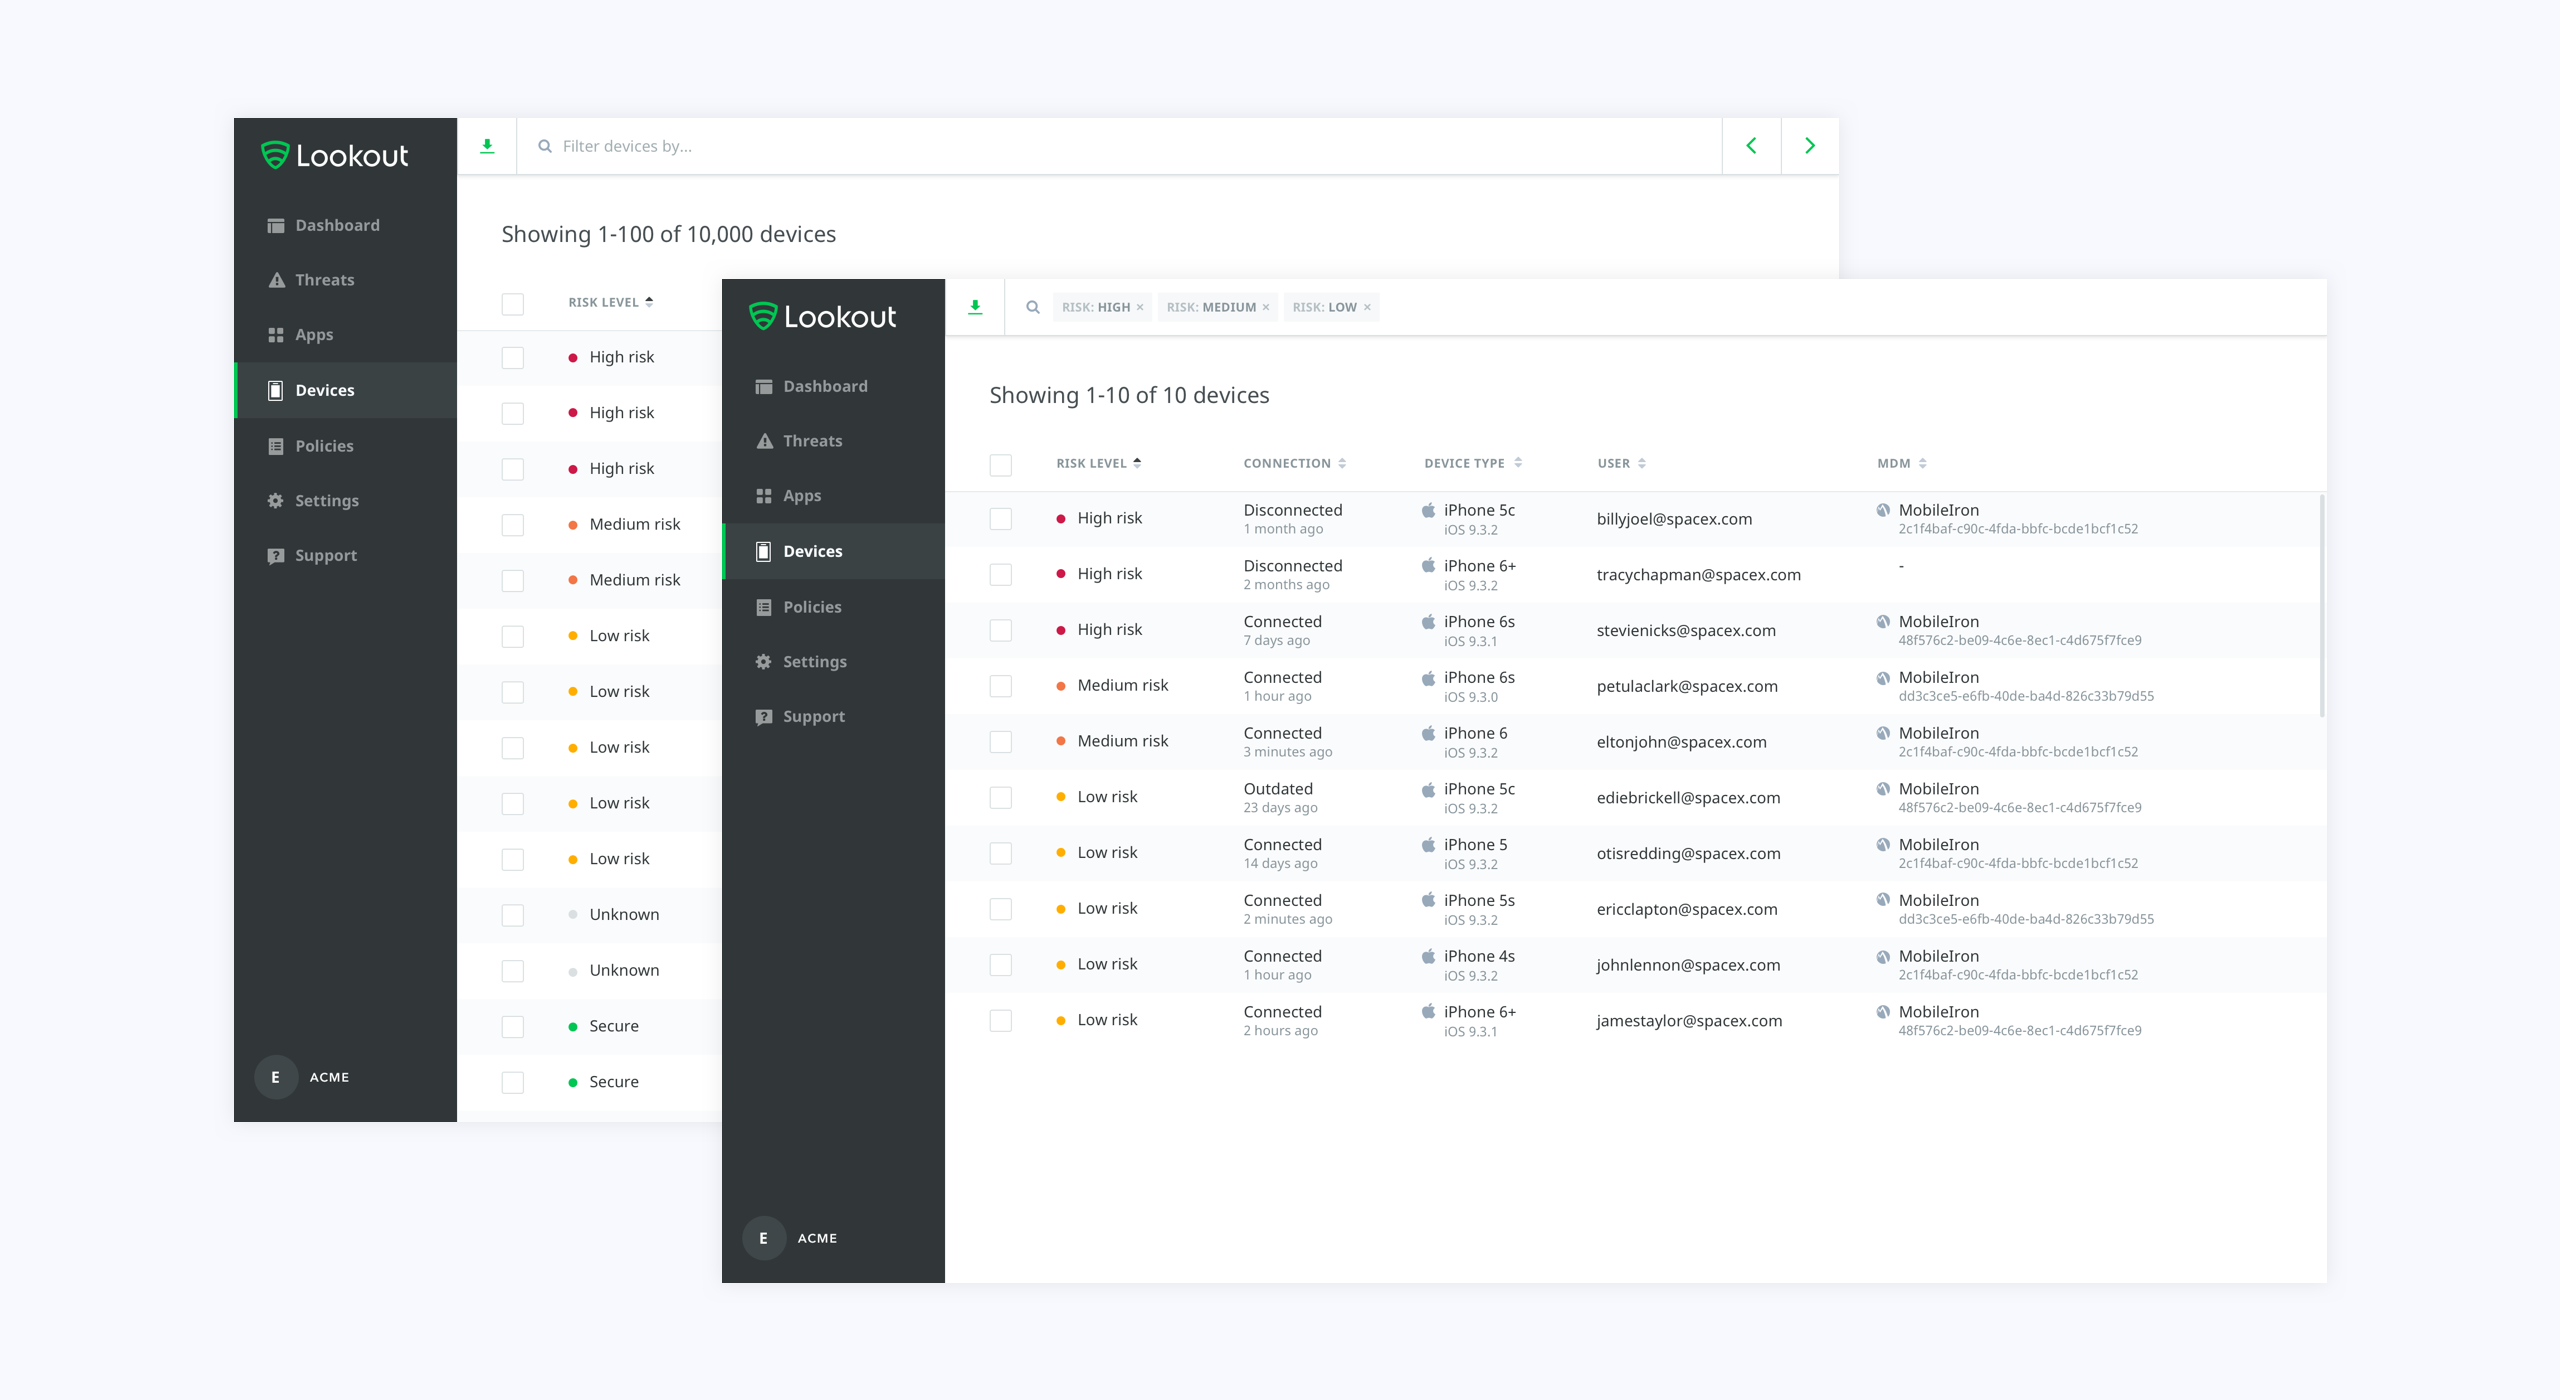 Lookout
Dashboard
Threats
Apps
Devices
Policies
Settings
Support
E ACME
Filter devices by...
Showing 1-100 of 10,000 devices
RISK LEVEL
High risk
High risk
High risk
Medium risk
Medium risk
Low risk
Low risk
Low risk
Low risk
Low risk
Unknown
Unknown
Secure
Secure
Lookout
Dashboard
Threats
Apps
Devices
Policies
Settings
Support
E ACME
RISK: HIGH × RISK: MEDIUM × RISK: LOW ×
Showing 1-10 of 10 devices
RISK LEVEL CONNECTION DEVICE TYPE USER MDM
High risk Disconnected iPhone 5c billyjoel@spacex.com MobileIron
1 month ago iOS 9.3.2 2c1f4baf-c90c-4fda-bbfc-bcde1bcf1c52
High risk Disconnected iPhone 6+ tracychapman@spacex.com -
2 months ago iOS 9.3.2
High risk Connected iPhone 6s stevienicks@spacex.com MobileIron
7 days ago iOS 9.3.1 48f576c2-be09-4c6e-8ec1-c4d675f7fce9
Medium risk Connected iPhone 6s petulaclark@spacex.com MobileIron
1 hour ago iOS 9.3.0 dd3c3ce5-e6fb-40de-ba4d-826c33b79d55
Medium risk Connected iPhone 6 eltonjohn@spacex.com MobileIron
3 minutes ago iOS 9.3.2 2c1f4baf-c90c-4fda-bbfc-bcde1bcf1c52
Low risk Outdated iPhone 5c ediebrickell@spacex.com MobileIron
23 days ago iOS 9.3.2 48f576c2-be09-4c6e-8ec1-c4d675f7fce9
Low risk Connected iPhone 5 otisredding@spacex.com MobileIron
14 days ago iOS 9.3.2 2c1f4baf-c90c-4fda-bbfc-bcde1bcf1c52
Low risk Connected iPhone 5s ericclapton@spacex.com MobileIron
2 minutes ago iOS 9.3.2 dd3c3ce5-e6fb-40de-ba4d-826c33b79d55
Low risk Connected iPhone 4s johnlennon@spacex.com MobileIron
1 hour ago iOS 9.3.2 2c1f4baf-c90c-4fda-bbfc-bcde1bcf1c52
Low risk Connected iPhone 6+ jamestaylor@spacex.com MobileIron
2 hours ago iOS 9.3.1 48f576c2-be09-4c6e-8ec1-c4d675f7fce9